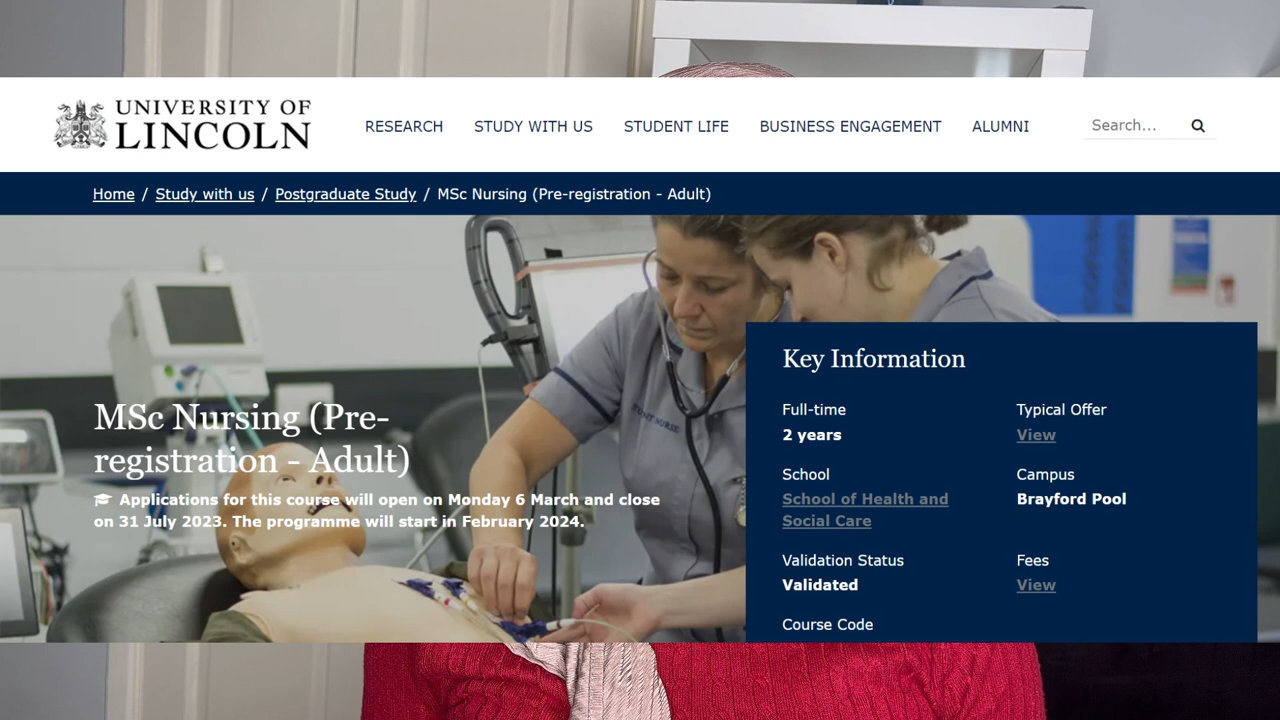 UNIVERSITY OF
LINCOLN
RESEARCH STUDY WITH US STUDENT LIFE BUSINESS ENGAGEMENT ALUMNI Search...
Home / Study with us / Postgraduate Study / MSc Nursing (Pre-registration - Adult)
MSc Nursing (Pre-
registration - Adult)
Applications for this course will open on Monday 6 March and close
on 31 July 2023. The programme will start in February 2024.
STUDENT NURSE
Key Information
Full-time
2 years
Typical Offer
View
School
School of Health and
Social Care
Campus
Brayford Pool
Validation Status
Validated
Fees
View
Course Code